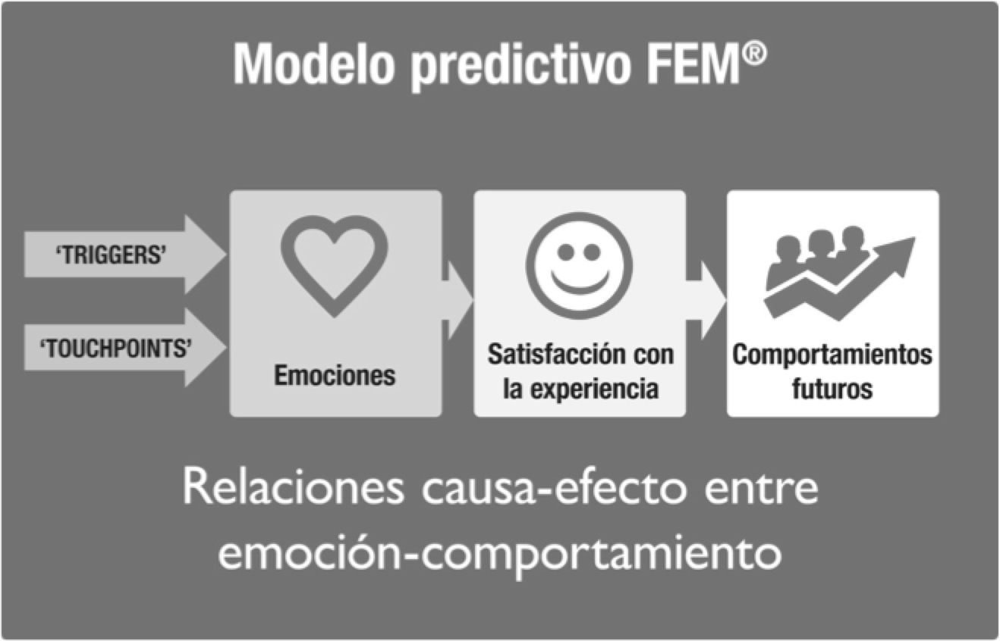 Modelo predictivo FEM®
‘TRIGGERS’
‘TOUCHPOINTS’
Emociones
Satisfacción con
la experiencia
Comportamientos
futuros
Relaciones causa-efecto entre
emoción-comportamiento